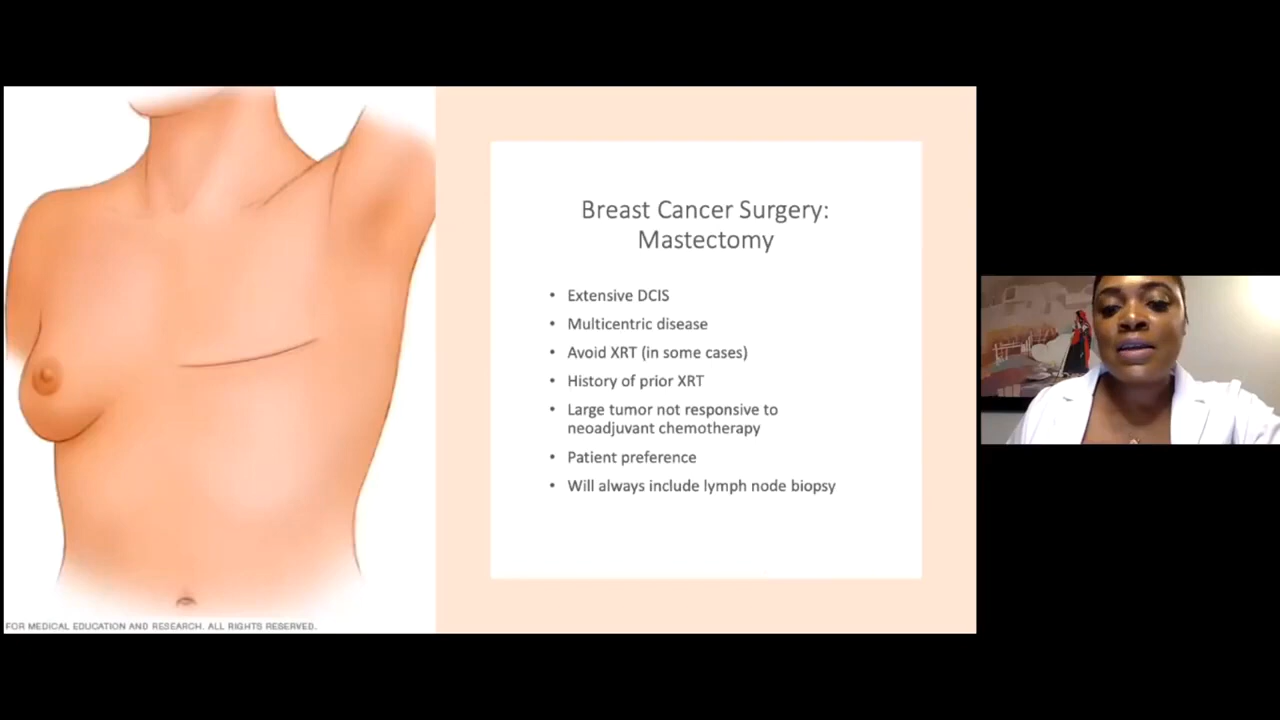 Breast Cancer Surgery:
Mastectomy
• Extensive DCIS
• Multicentric disease
• Avoid XRT (in some cases)
• History of prior XRT
• Large tumor not responsive to
neoadjuvant chemotherapy
• Patient preference
• Will always include lymph node biopsy
FOR MEDICAL EDUCATION AND RESEARCH. ALL RIGHTS RESERVED.